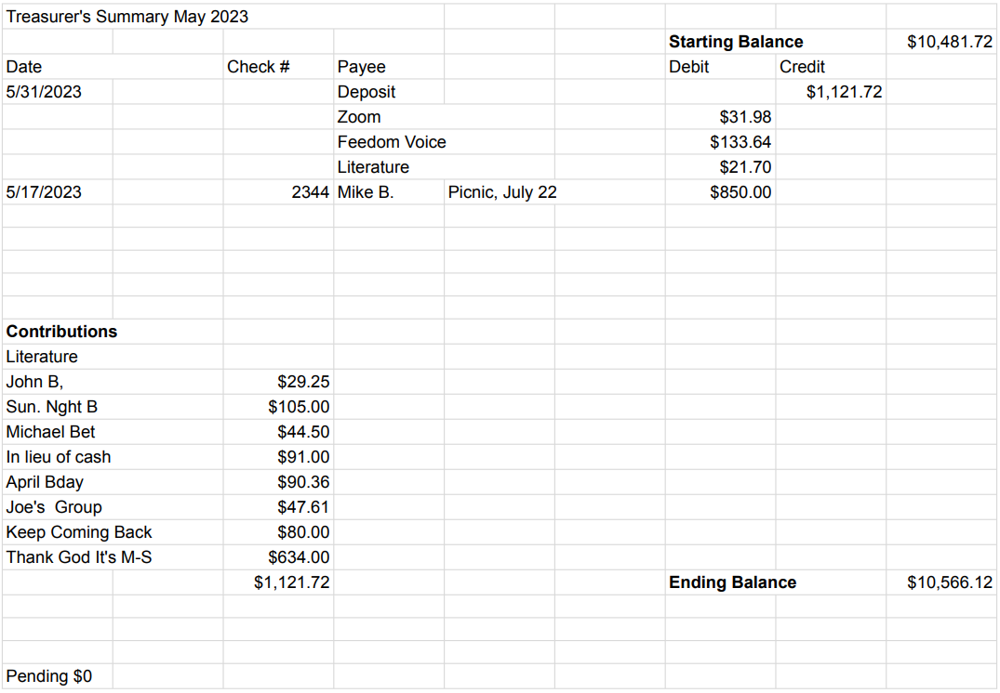 Treasurer's Summary May 2023
Starting Balance $10,481.72
Date Check # Payee Debit Credit
5/31/2023 Deposit $1,121.72
Zoom $31.98
Feedom Voice $133.64
Literature $21.70
5/17/2023 2344 Mike B. Picnic, July 22 $850.00
Contributions
Literature
John B, $29.25
Sun. Nght B $105.00
Michael Bet $44.50
In lieu of cash $91.00
April Bday $90.36
Joe's  Group $47.61
Keep Coming Back $80.00
Thank God It's M-S $634.00
$1,121.72 Ending Balance $10,566.12
Pending $0